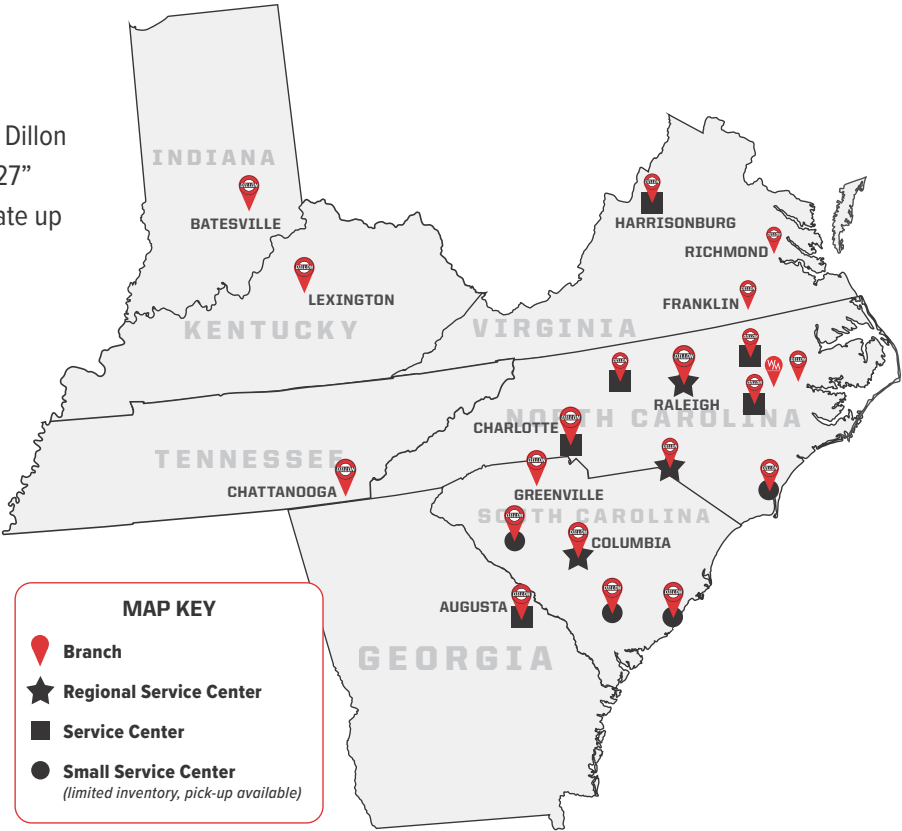 Dillon
27”
ate up
INDIANA
BATESVILLE
LEXINGTON
KENTUCKY
HARRISONBURG
RICHMOND
FRANKLIN
VIRGINIA
RALEIGH
NORTH CAROLINA
CHARLOTTE
TENNESSEE
CHATTANOOGA
GREENVILLE
SOUTH CAROLINA
COLUMBIA
AUGUSTA
GEORGIA
MAP KEY
Branch
Regional Service Center
Service Center
Small Service Center
(limited inventory, pick-up available)